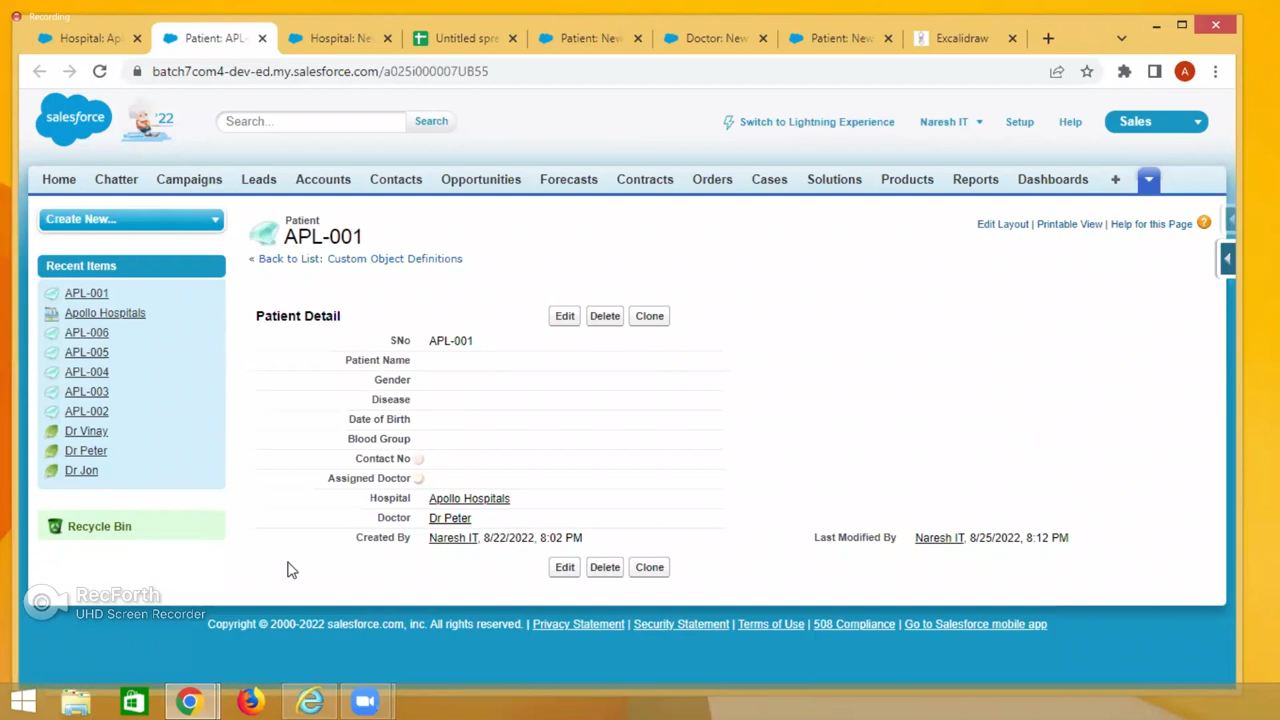 Recording
Hospital: Ap
Patient: APL-
Hospital: Ne
Untitled spre
Patient: New
Doctor: New
Patient: New
Excalidraw
batch7com4-dev-ed.my.salesforce.com/a025i000007UB55
A
salesforce
'22
Search...
Search
Switch to Lightning Experience
Naresh IT
Setup
Help
Sales
Home
Chatter
Campaigns
Leads
Accounts
Contacts
Opportunities
Forecasts
Contracts
Orders
Cases
Solutions
Products
Reports
Dashboards
+
Create New...
Recent Items
APL-001
Apollo Hospitals
APL-006
APL-005
APL-004
APL-003
APL-002
Dr Vinay
Dr Peter
Dr Jon
Recycle Bin
Patient
APL-001
« Back to List: Custom Object Definitions
Edit Layout | Printable View | Help for this Page ?
Patient Detail
Edit Delete Clone
SNo APL-001
Patient Name
Gender
Disease
Date of Birth
Blood Group
Contact No
Assigned Doctor
Hospital Apollo Hospitals
Doctor Dr Peter
Created By Naresh IT, 8/22/2022, 8:02 PM
Last Modified By Naresh IT, 8/25/2022, 8:12 PM
Edit Delete Clone
RecForth
UHD Screen Recorder
Copyright © 2000-2022 salesforce.com, inc. All rights reserved. | Privacy Statement | Security Statement | Terms of Use | 508 Compliance | Go to Salesforce mobile app